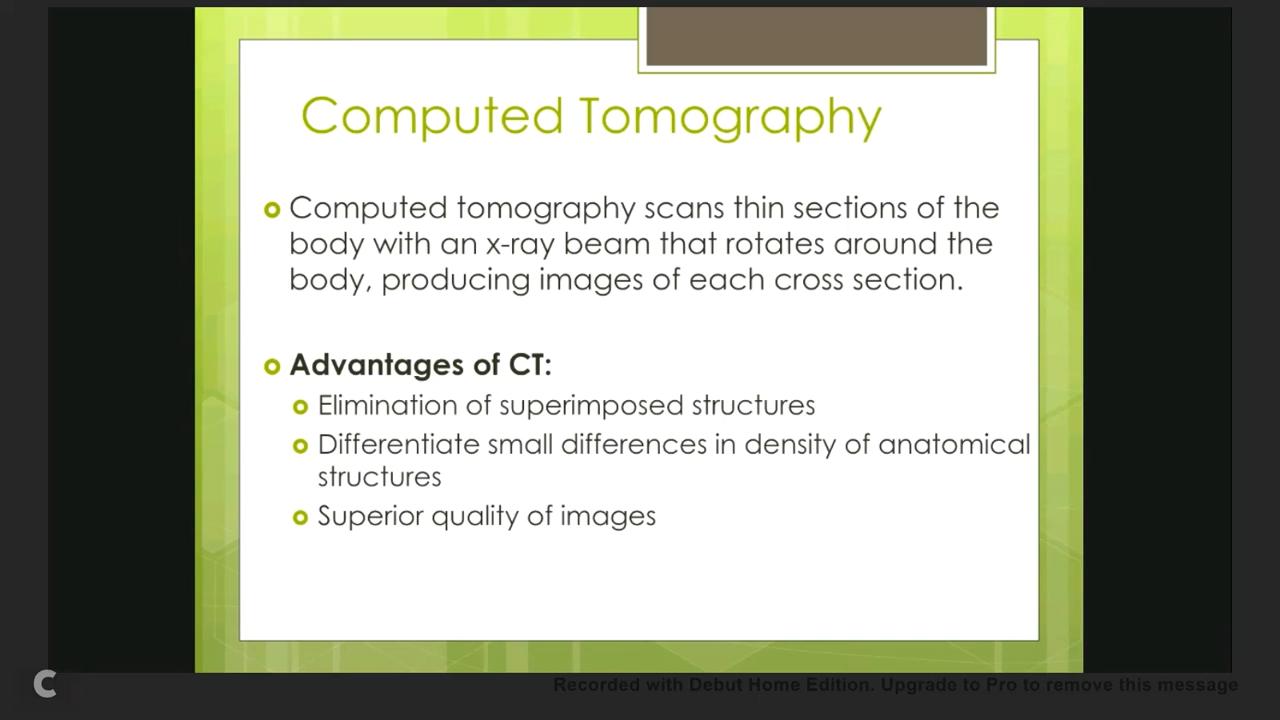 Computed Tomography
Computed tomography scans thin sections of the
body with an x-ray beam that rotates around the
body, producing images of each cross section.
Advantages of CT:
Elimination of superimposed structures
Differentiate small differences in density of anatomical
structures
Superior quality of images
C
Recorded with Debut Home Edition. Upgrade to Pro to remove this message